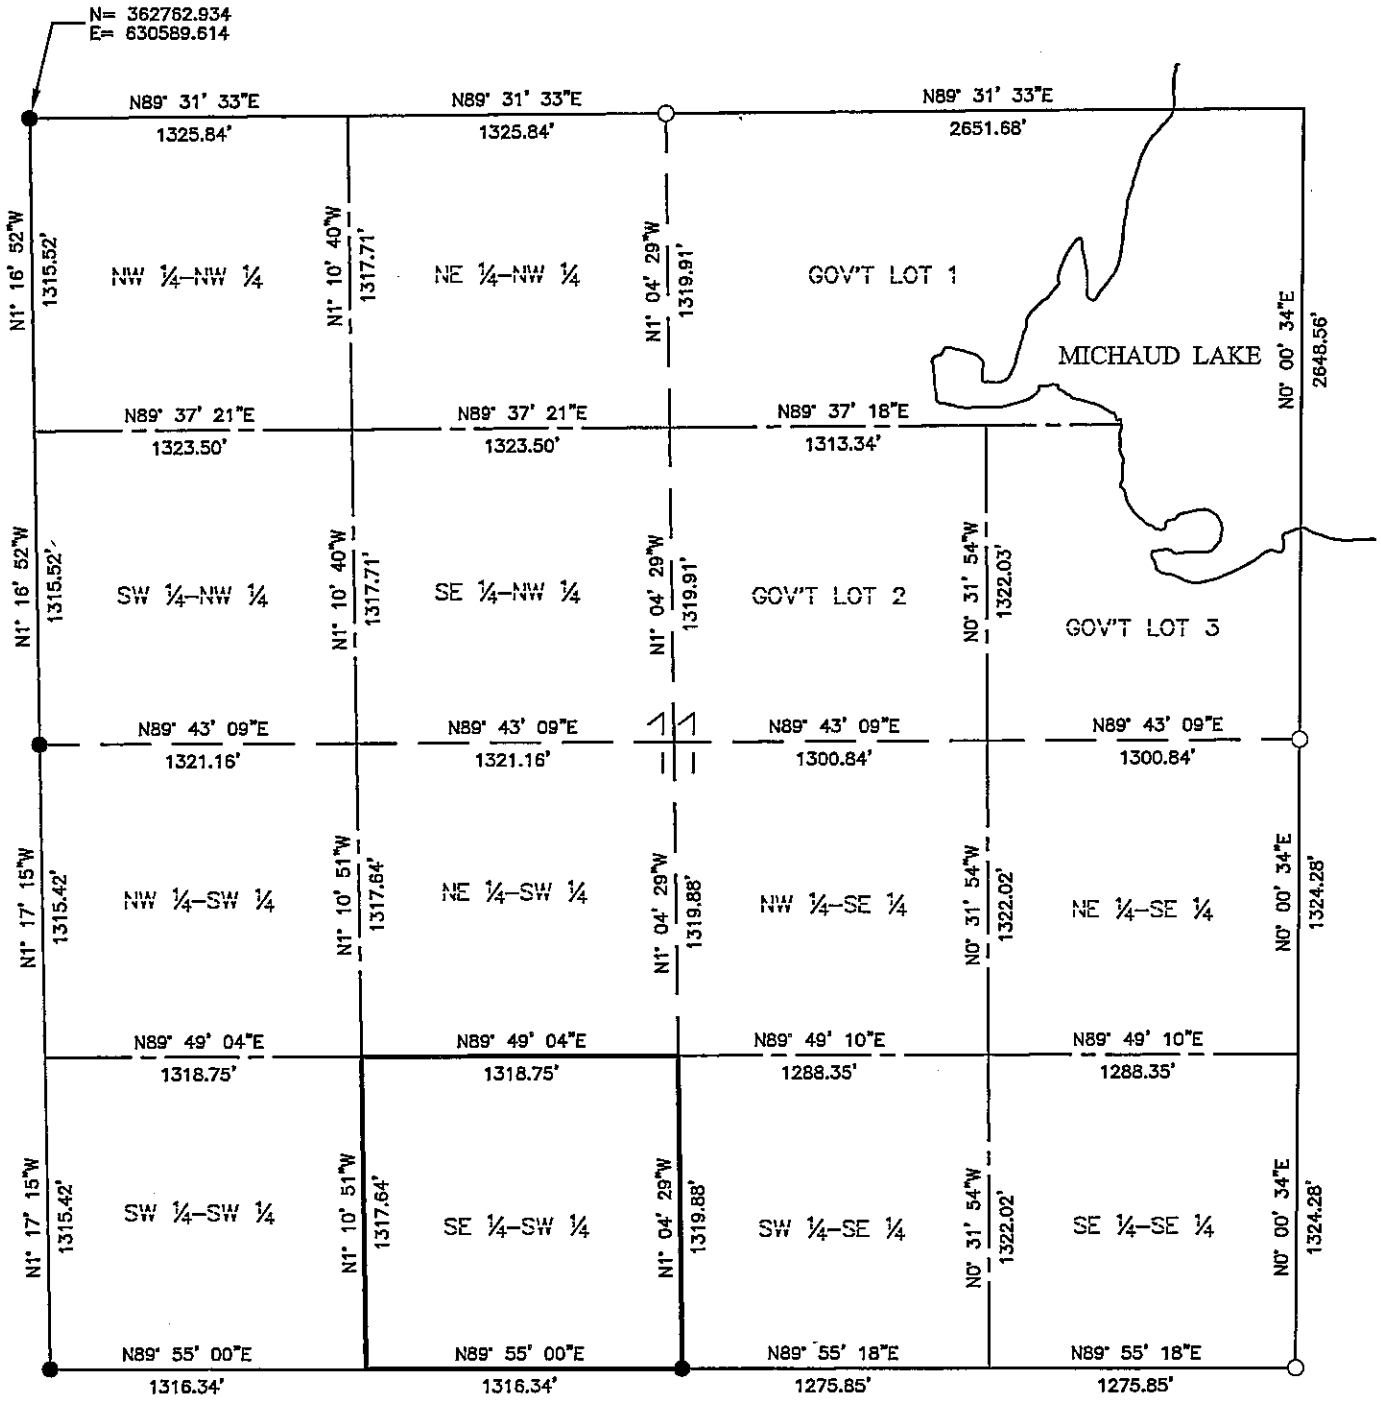 N= 362762.934
E= 630589.614
N89° 31' 33"E
N89° 31' 33"E
N89° 31' 33"E
1325.84'
1325.84'
2651.68'
N1° 16' 52"W
1315.52'
NW ¼-NW ¼
N1° 10' 40"W
1317.71'
NE ¼-NW ¼
N1° 04' 29"W
1319.91'
GOV'T LOT 1
MICHAUD LAKE
N0° 00' 34"E
2648.56'
N89° 37' 21"E
N89° 37' 21"E
N89° 37' 18"E
1323.50'
1323.50'
1313.34'
N1° 16' 52"W
1315.52'
SW ¼-NW ¼
N1° 10' 40"W
1317.71'
SE ¼-NW ¼
N1° 04' 29"W
1319.91'
GOV'T LOT 2
N0° 31' 54"W
1322.03'
GOV'T LOT 3
N89° 43' 09"E
N89° 43' 09"E
11
N89° 43' 09"E
N89° 43' 09"E
1321.16'
1321.16'
1300.84'
1300.84'
N1° 17' 15"W
1315.42'
NW ¼-SW ¼
N1° 10' 51"W
1317.64'
NE ¼-SW ¼
N1° 04' 29"W
1319.88'
NW ¼-SE ¼
N0° 31' 54"W
1322.02'
NE ¼-SE ¼
N0° 00' 34"E
1324.28'
N89° 49' 04"E
N89° 49' 04"E
N89° 49' 10"E
N89° 49' 10"E
1318.75'
1318.75'
1288.35'
1288.35'
N1° 17' 15"W
1315.42'
SW ¼-SW ¼
N1° 10' 51"W
1317.64'
SE ¼-SW ¼
N1° 04' 29"W
1319.88'
SW ¼-SE ¼
N0° 31' 54"W
1322.02'
SE ¼-SE ¼
N0° 00' 34"E
1324.28'
N89° 55' 00"E
N89° 55' 00"E
N89° 55' 18"E
N89° 55' 18"E
1316.34'
1316.34'
1275.85'
1275.85'